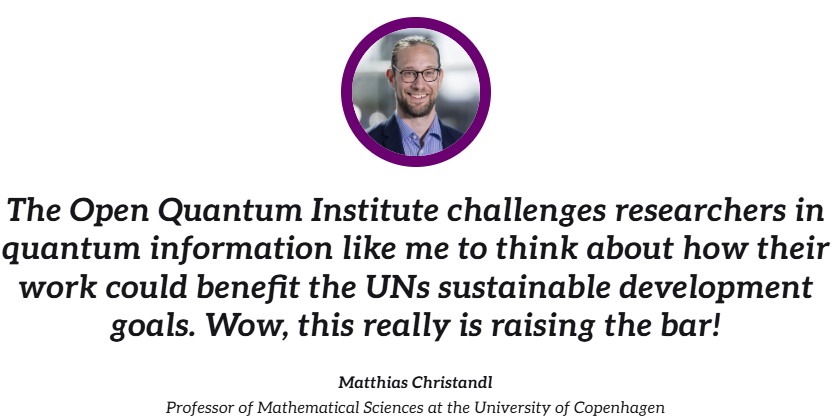 The Open Quantum Institute challenges researchers in
quantum information like me to think about how their
work could benefit the UNs sustainable development
goals. Wow, this really is raising the bar!
Matthias Christandl
Professor of Mathematical Sciences at the University of Copenhagen